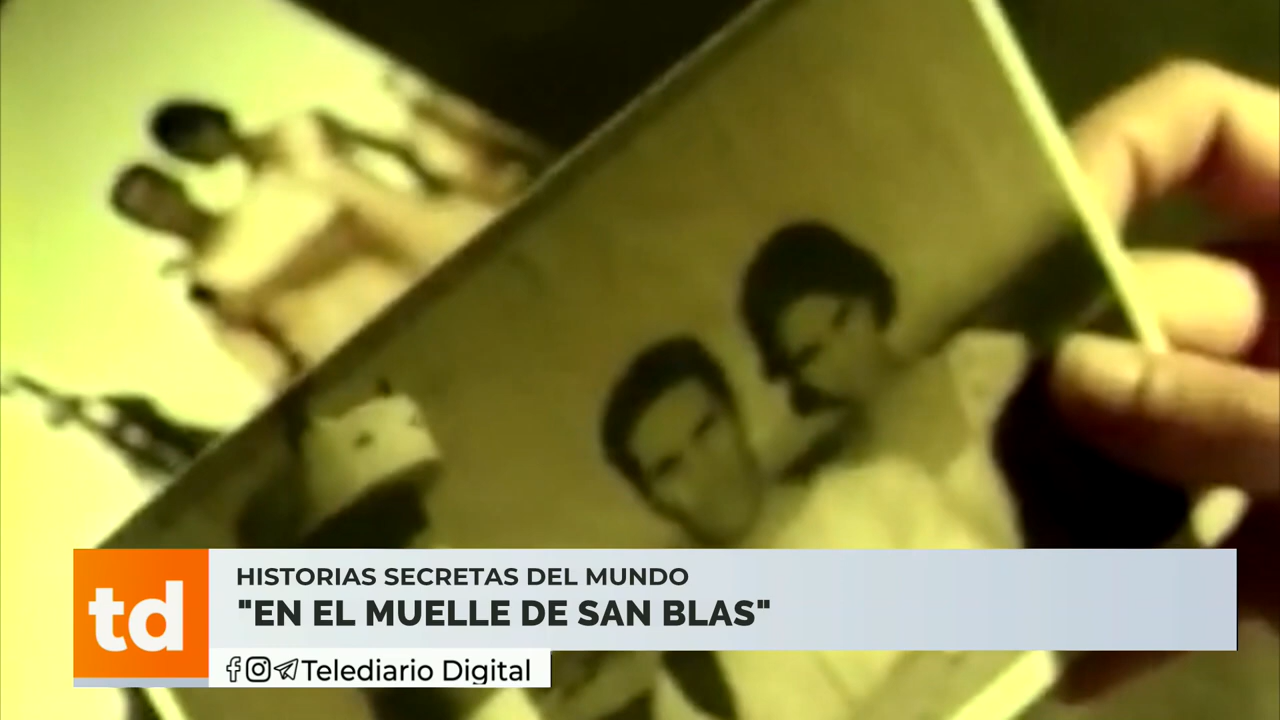 td
HISTORIAS SECRETAS DEL MUNDO
"EN EL MUELLE DE SAN BLAS"
Telediario Digital